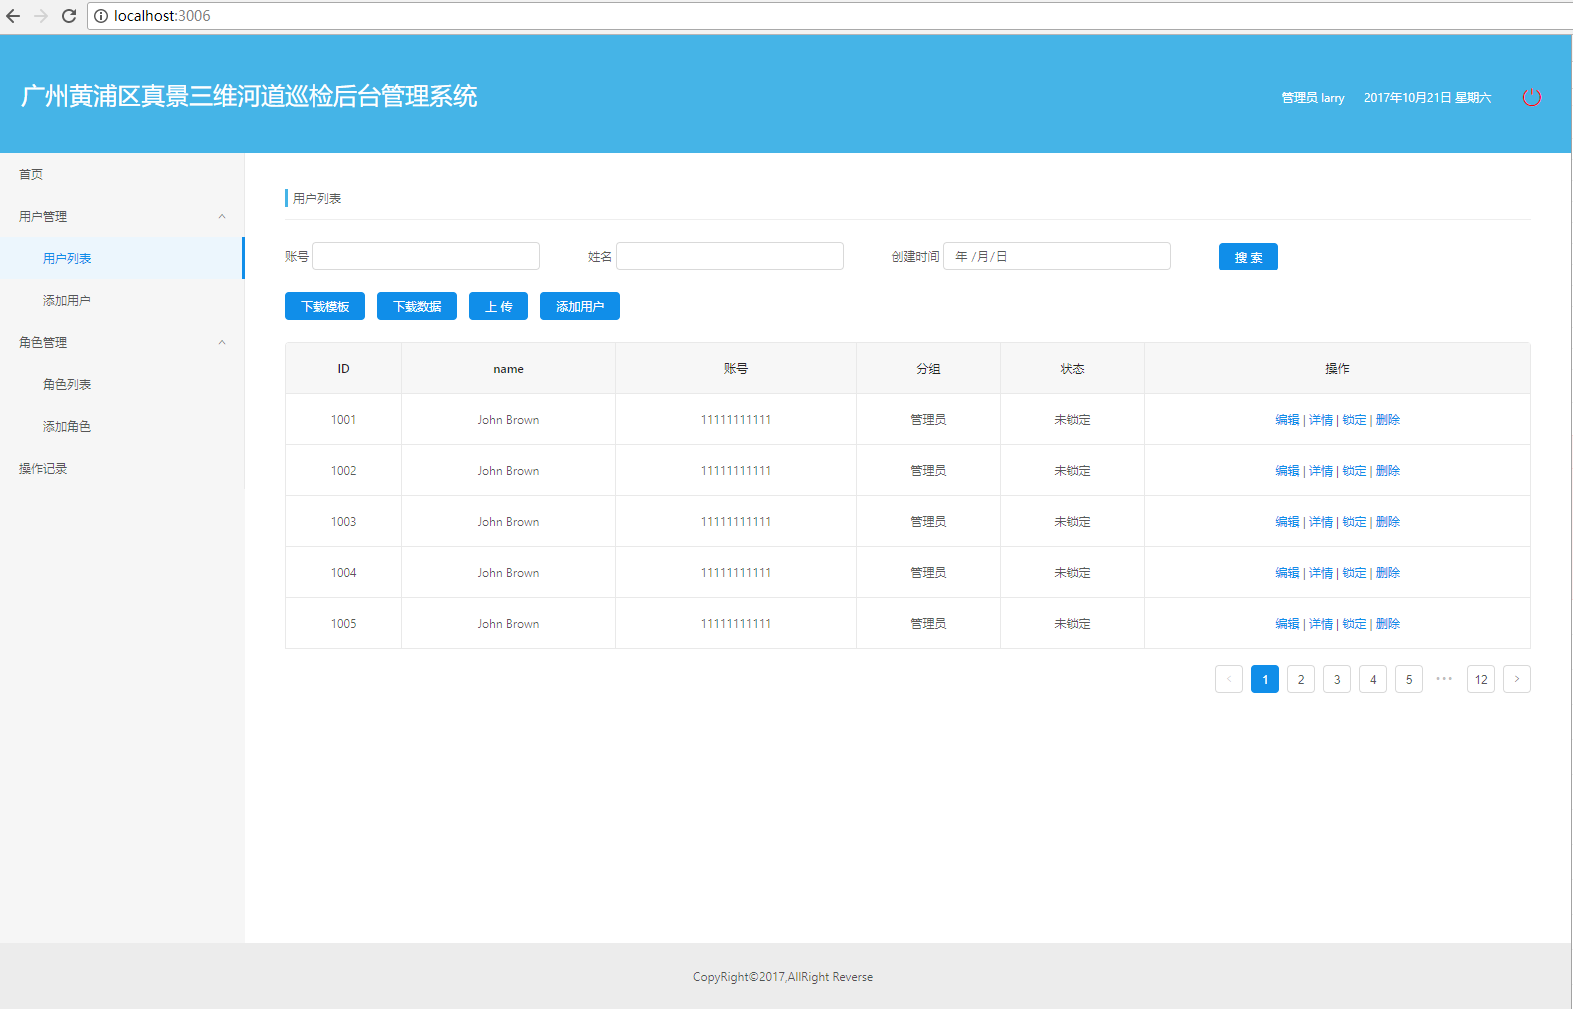 localhost:3006
广州黄浦区真景三维河道巡检后台管理系统
管理员 larry 2017年10月21日 星期六
首页
用户管理
用户列表
添加用户
角色管理
角色列表
添加角色
操作记录
用户列表
账号 姓名 创建时间 年 /月/日 搜 索
下载模板 下载数据 上 传 添加用户
ID name 账号 分组 状态 操作
1001 John Brown 11111111111 管理员 未锁定 编辑 | 详情 | 锁定 | 删除
1002 John Brown 11111111111 管理员 未锁定 编辑 | 详情 | 锁定 | 删除
1003 John Brown 11111111111 管理员 未锁定 编辑 | 详情 | 锁定 | 删除
1004 John Brown 11111111111 管理员 未锁定 编辑 | 详情 | 锁定 | 删除
1005 John Brown 11111111111 管理员 未锁定 编辑 | 详情 | 锁定 | 删除
< 1 2 3 4 5 ••• 12 >
CopyRight©2017,AllRight Reverse